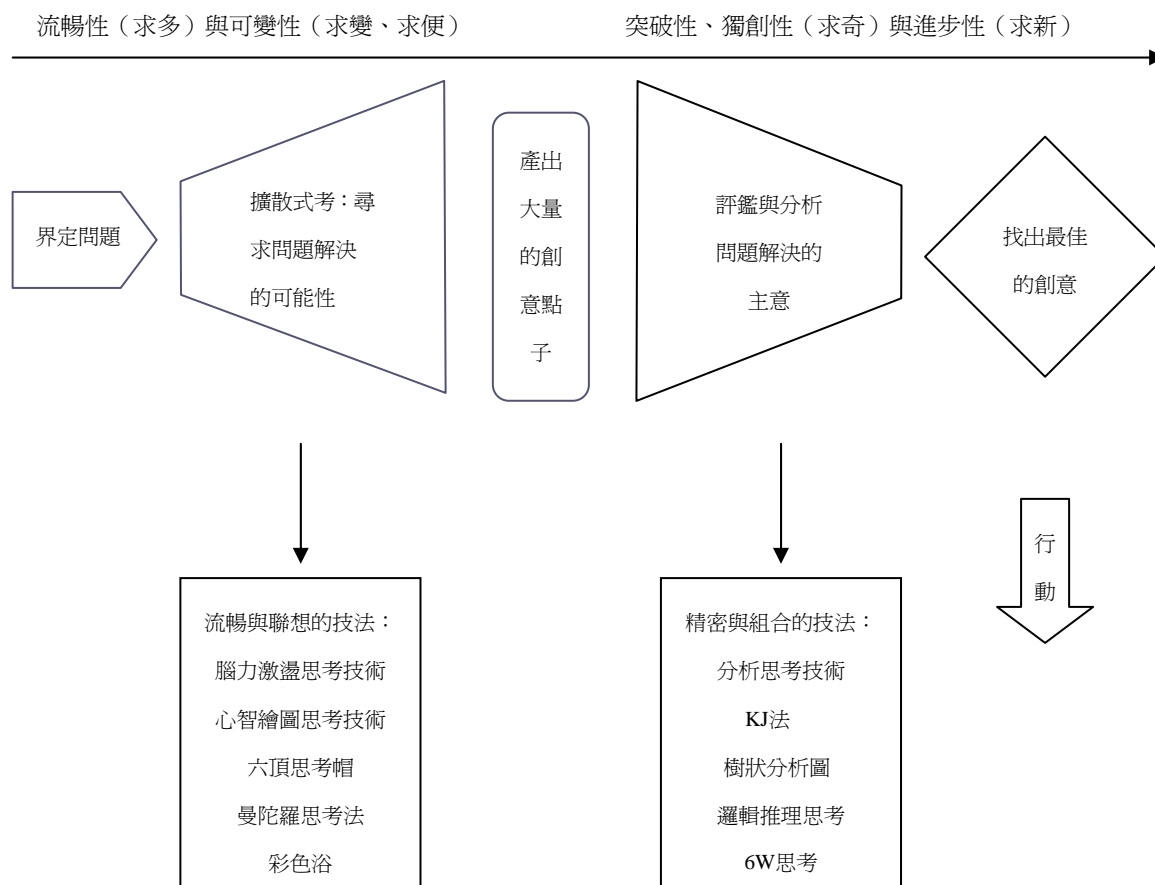 流暢性（求多）與可變性（求變、求便）
突破性、獨創性（求奇）與進步性（求新）
界定問題
擴散式考：尋
求問題解決
的可能性
產出
大量
的創
意點
子
評鑑與分析
問題解決的
主意
找出最佳
的創意
行
動
流暢與聯想的技法：
腦力激盪思考技術
心智繪圖思考技術
六頂思考帽
曼陀羅思考法
彩色浴
精密與組合的技法：
分析思考技術
KJ法
樹狀分析圖
邏輯推理思考
6W思考